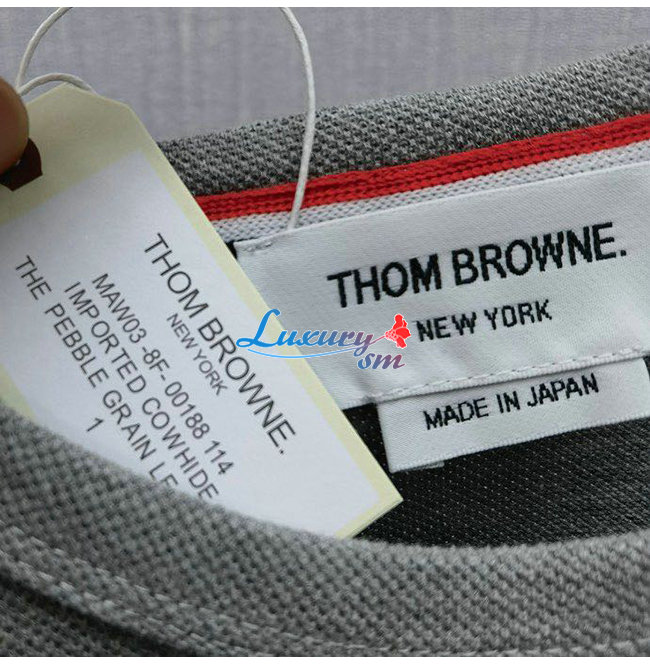 THOM BROWNE.
NEW YORK
MAW03-8F-00188 114
IMPORTED COWHIDE
THE PEBBLE GRAIN LE
1
THOM BROWNE.
NEW YORK
MADE IN JAPAN
Luxury
sm